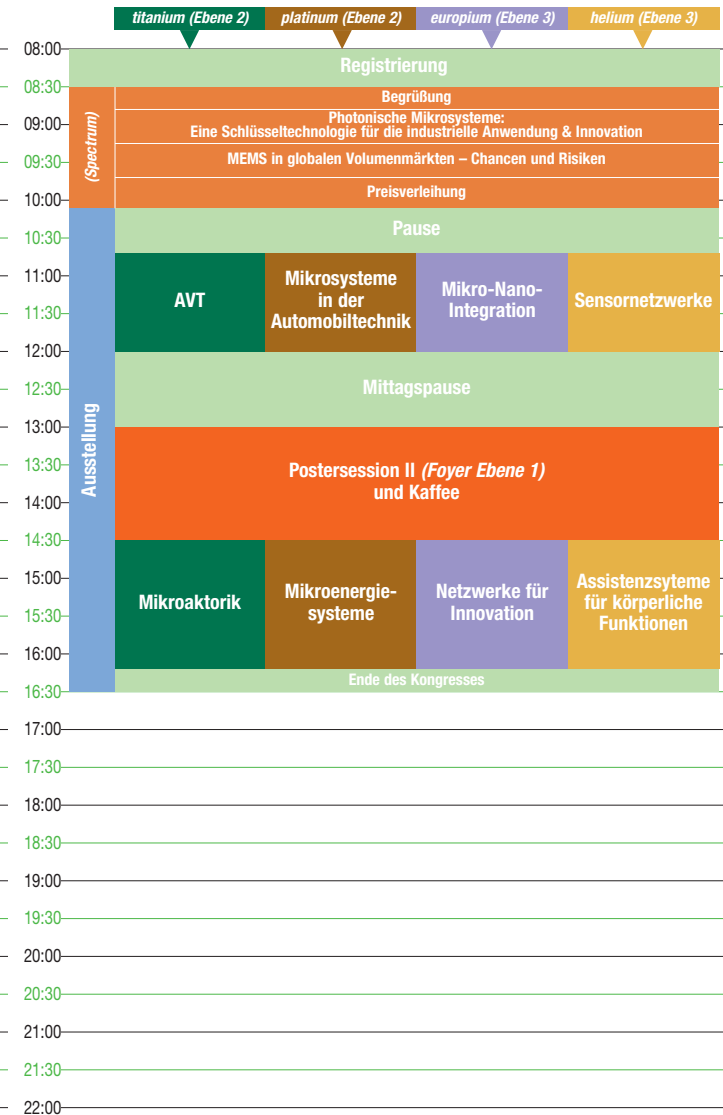 titanium (Ebene 2)
platinum (Ebene 2)
europium (Ebene 3)
helium (Ebene 3)
08:00
Registrierung
08:30
(Spectrum)
Begrüßung
09:00
Photonische Mikrosysteme:
Eine Schlüsseltechnologie für die industrielle Anwendung & Innovation
09:30
MEMS in globalen Volumenmärkten – Chancen und Risiken
10:00
Preisverleihung
Ausstellung
10:30
Pause
11:00
11:30
AVT
Mikrosysteme
in der
Automobiltechnik
Mikro-Nano-
Integration
Sensornetzwerke
12:00
12:30
Mittagspause
13:00
13:30
Postersession II (Foyer Ebene 1)
und Kaffee
14:00
14:30
15:00
15:30
Mikroaktorik
Mikroenergie-
systeme
Netzwerke für
Innovation
Assistenzsyteme
für körperliche
Funktionen
16:00
Ende des Kongresses
16:30
17:00
17:30
18:00
18:30
19:00
19:30
20:00
20:30
21:00
21:30
22:00